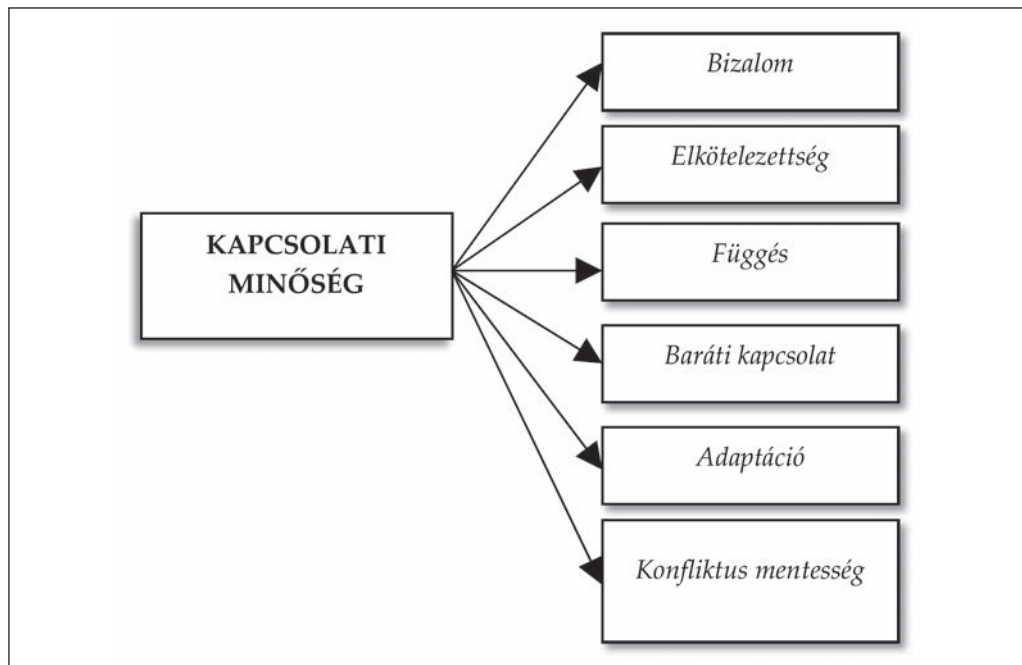 KAPCSOLATI
MINŐSÉG
Bizalom
Elkötelezettség
Függés
Baráti kapcsolat
Adaptáció
Konfliktus mentesség